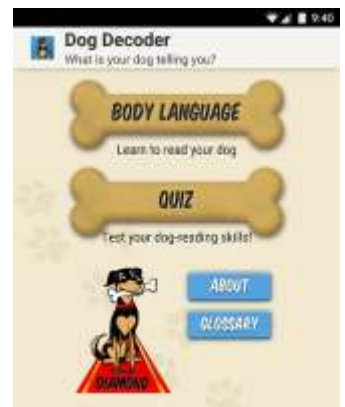 9:40
Dog Decoder
What is your dog telling you?
BODY LANGUAGE
Learn to read your dog
QUIZ
Test your dog-reading skills!
ABOUT
GLOSSARY
DIAMOND